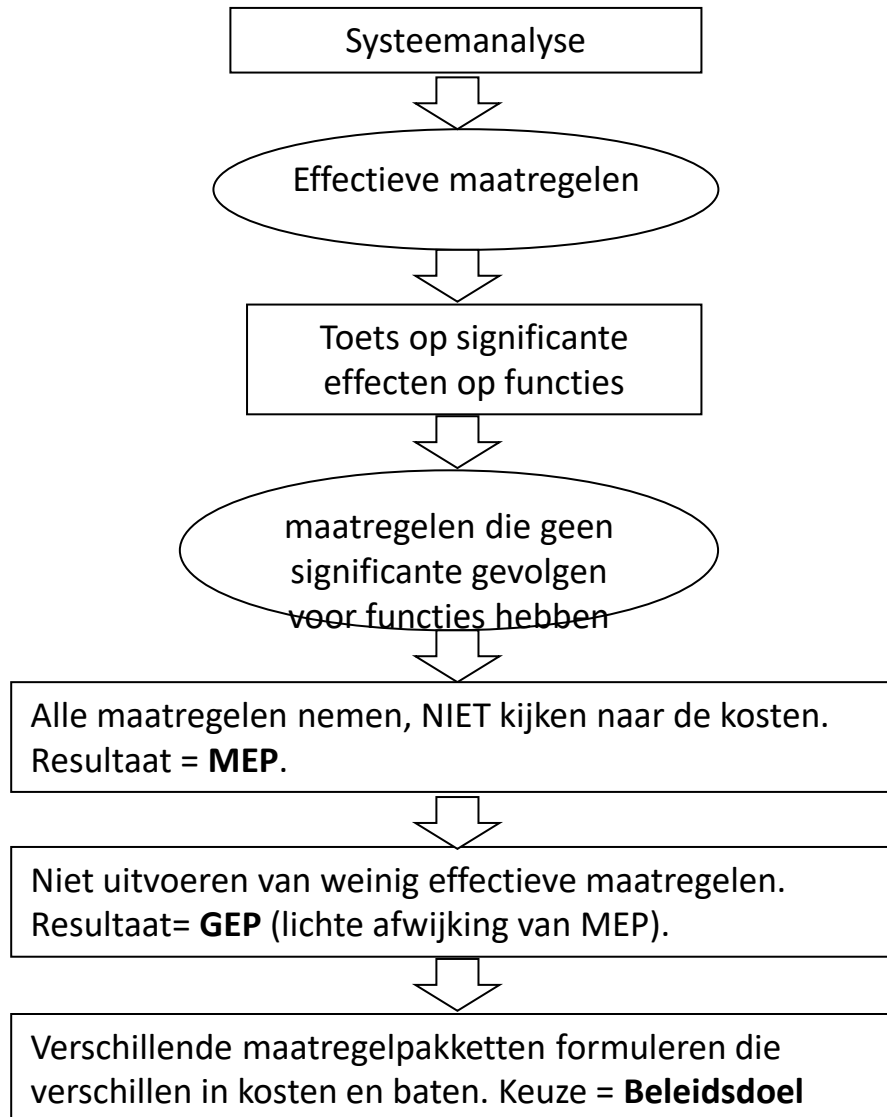 Systeemanalyse
Effectieve maatregelen
Toets op significante
effecten op functies
maatregelen die geen
significante gevolgen
voor functies hebben
Alle maatregelen nemen, NIET kijken naar de kosten.
Resultaat = MEP.
Niet uitvoeren van weinig effectieve maatregelen.
Resultaat= GEP (lichte afwijking van MEP).
Verschillende maatregelpakketten formuleren die
verschillen in kosten en baten. Keuze = Beleidsdoel